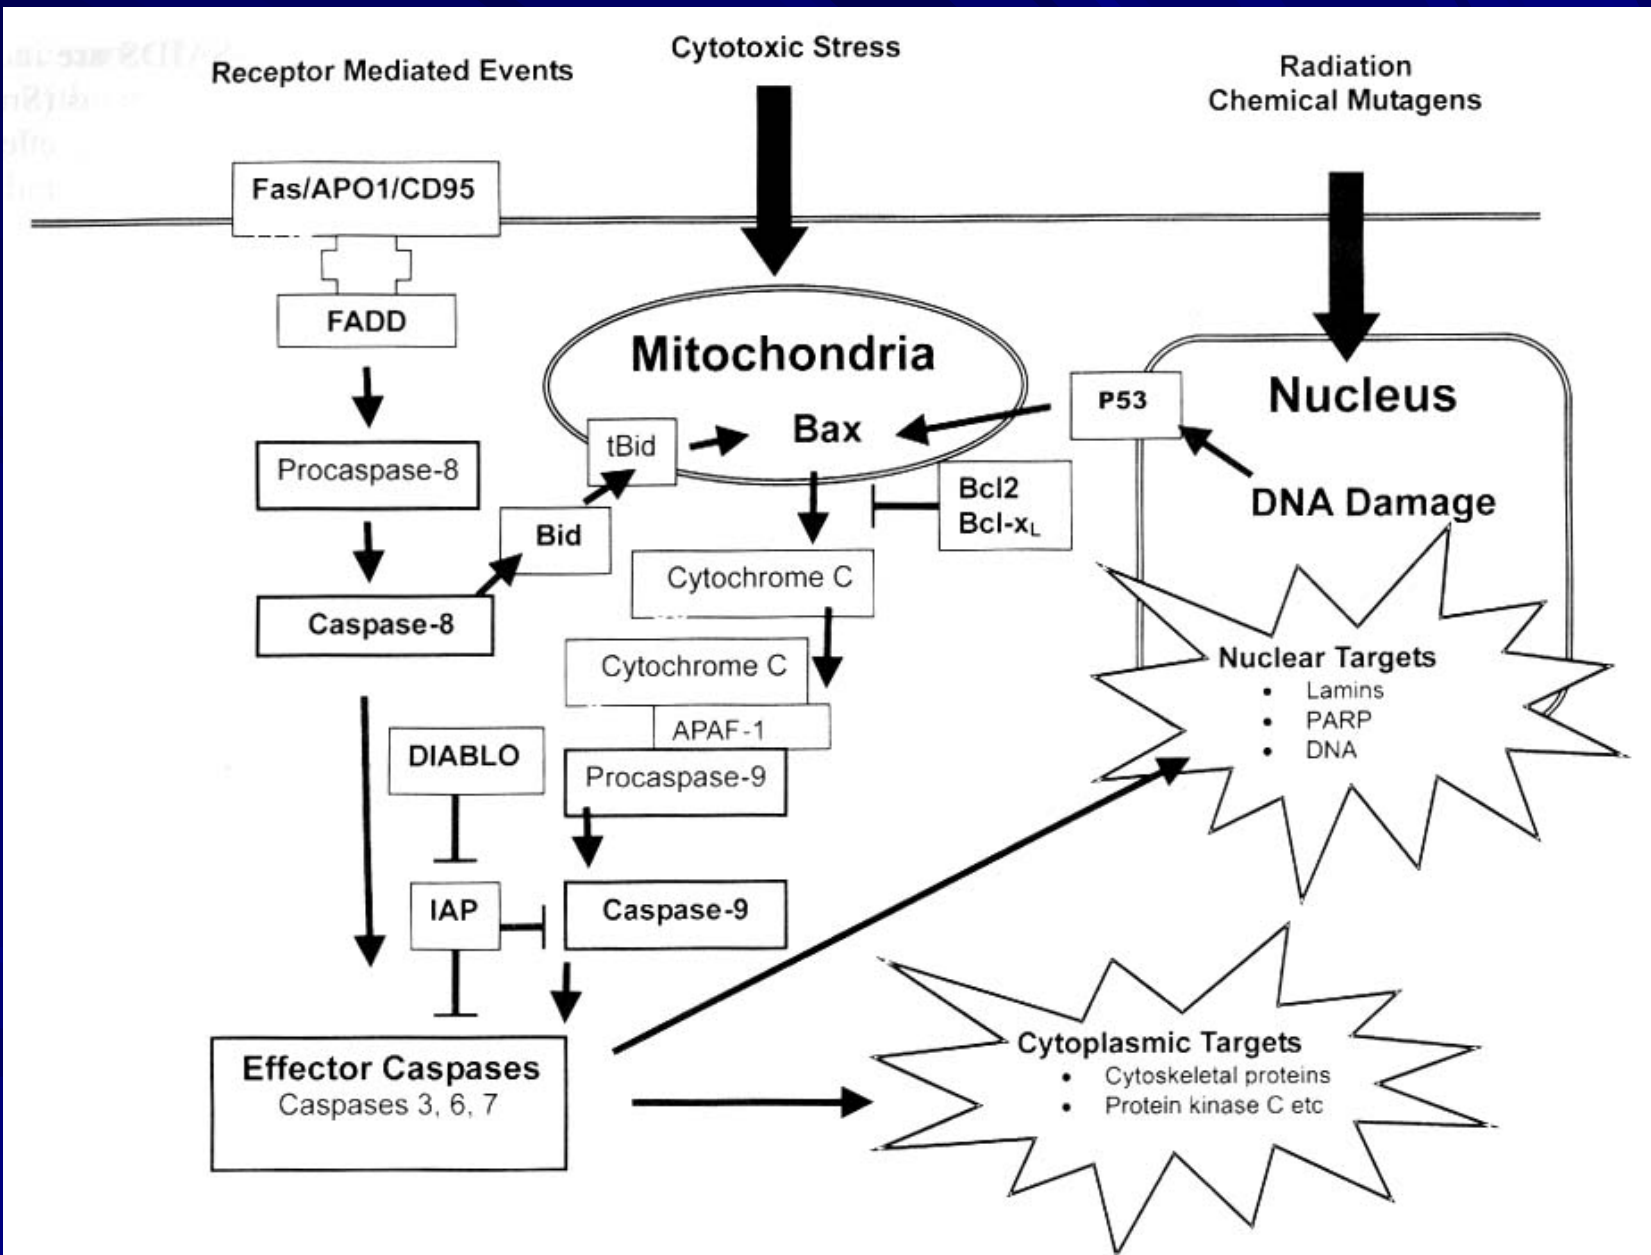 Receptor Mediated Events
Cytotoxic Stress
Radiation
Chemical Mutagens
Fas/APO1/CD95
FADD
Procaspase-8
Caspase-8
Bid
tBid
Mitochondria
Bax
P53
Nucleus
DNA Damage
Bcl2
Bcl-xL
Cytochrome C
Cytochrome C
APAF-1
Procaspase-9
Caspase-9
DIABLO
IAP
Effector Caspases
Caspases 3, 6, 7
Nuclear Targets
• Lamins
• PARP
• DNA
Cytoplasmic Targets
• Cytoskeletal proteins
• Protein kinase C etc